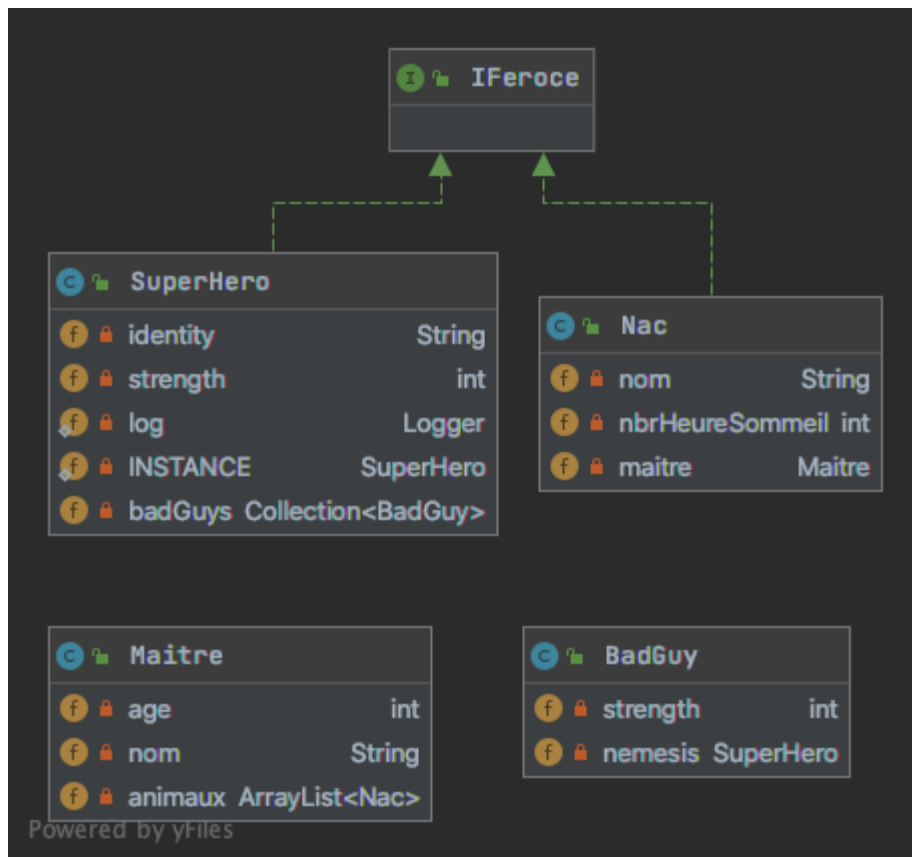 IFeroce
SuperHero
identity String
strength int
log Logger
INSTANCE SuperHero
badGuys Collection<BadGuy>
Nac
nom String
nbrHeureSommeil int
maitre Maitre
Maitre
age int
nom String
animaux ArrayList<Nac>
BadGuy
strength int
nemesis SuperHero
Powered by yFiles